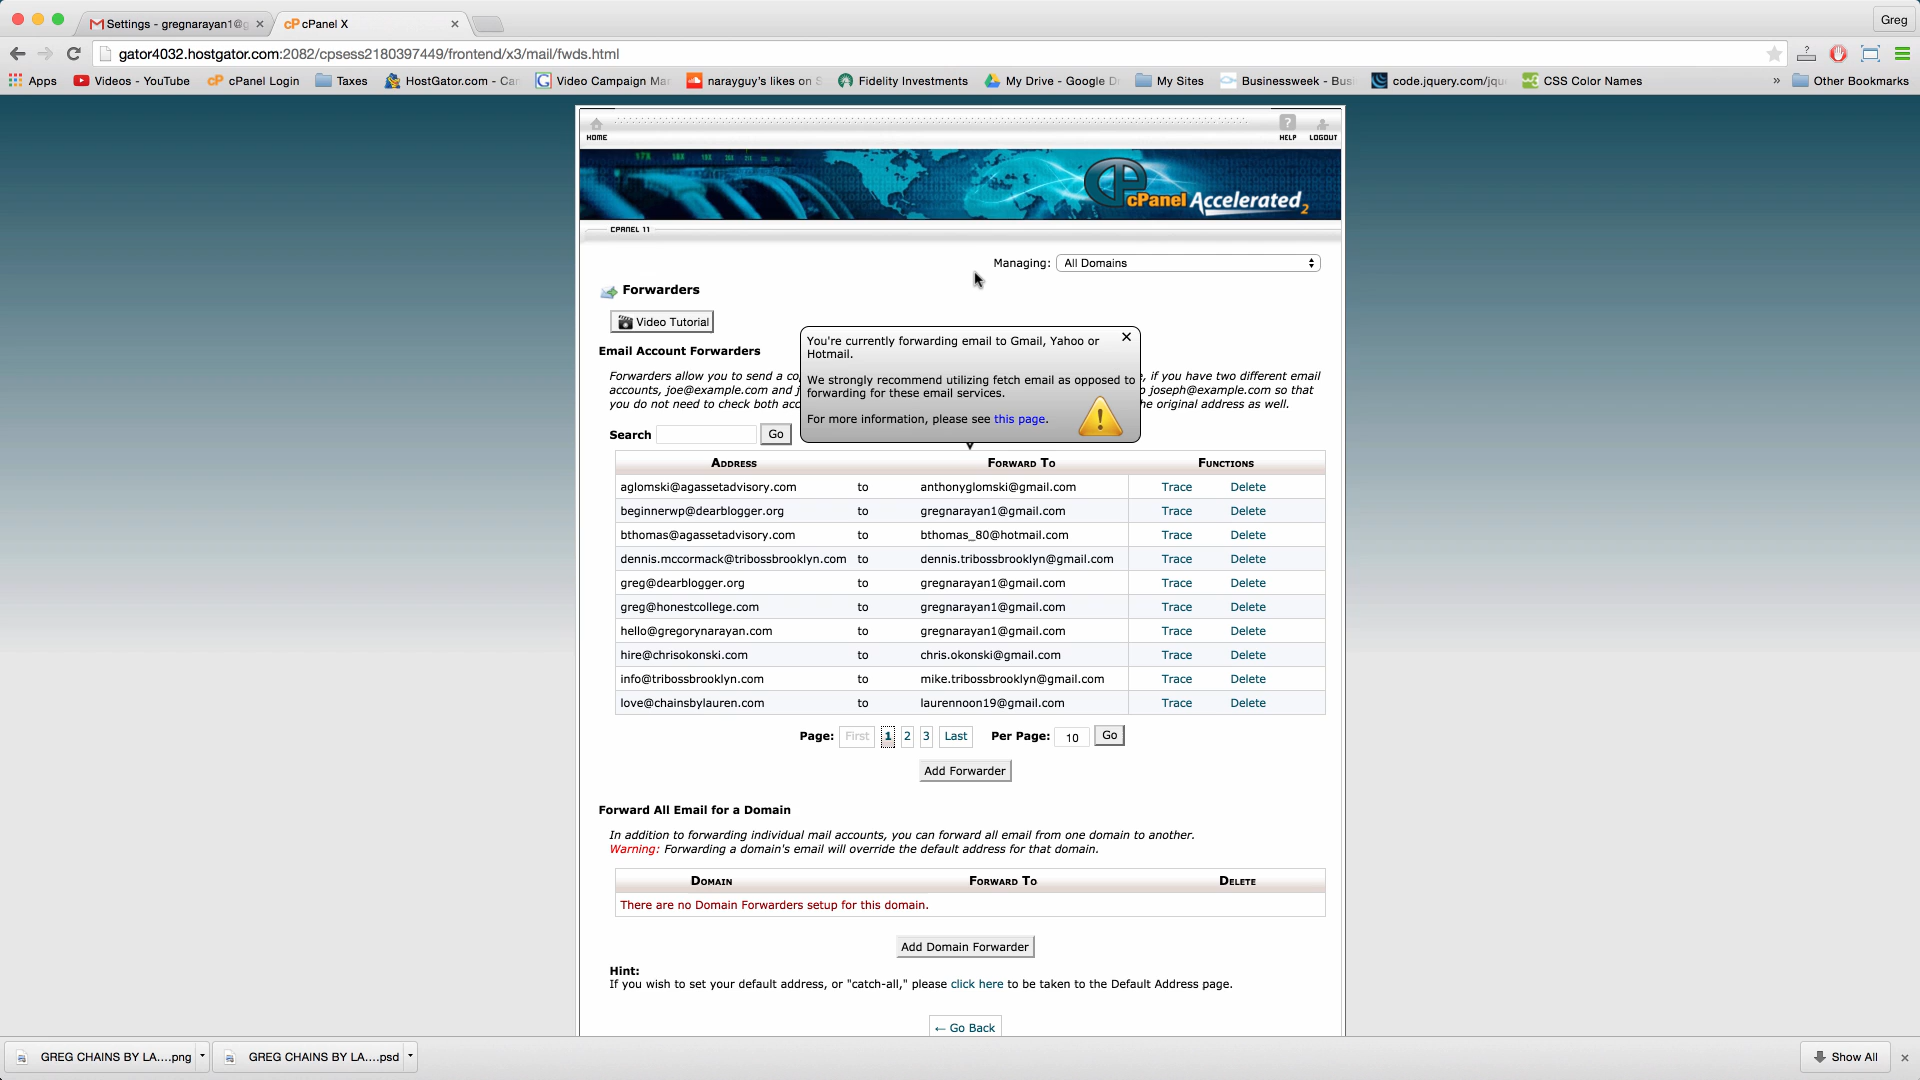 Settings - gregnarayan1@g
cPanel X
Greg
gator4032.hostgator.com:2082/cpsess2180397449/frontend/x3/mail/fwds.html
Apps
Videos - YouTube
cPanel Login
Taxes
HostGator.com - Ca
Video Campaign Ma
narayguy's likes on S
Fidelity Investments
My Drive - Google D
My Sites
Businessweek - Bus
code.jquery.com/jqu
CSS Color Names
»
Other Bookmarks
HOME
HELP
LOGOUT
cPanel Accelerated2
CPANEL 11
Managing: All Domains
Forwarders
Video Tutorial
You're currently forwarding email to Gmail, Yahoo or
Hotmail.
We strongly recommend utilizing fetch email as opposed to
forwarding for these email services.
For more information, please see this page.
Email Account Forwarders
Forwarders allow you to send a co , if you have two different email
accounts, joe@example.com and j joseph@example.com so that
you do not need to check both acc he original address as well.
Search Go
Address Forward To Functions
aglomski@agassetadvisory.com to anthonyglomski@gmail.com Trace Delete
beginnerwp@dearblogger.org to gregnarayan1@gmail.com Trace Delete
bthomas@agassetadvisory.com to bthomas_80@hotmail.com Trace Delete
dennis.mccormack@tribossbrooklyn.com to dennis.tribossbrooklyn@gmail.com Trace Delete
greg@dearblogger.org to gregnarayan1@gmail.com Trace Delete
greg@honestcollege.com to gregnarayan1@gmail.com Trace Delete
hello@gregorynarayan.com to gregnarayan1@gmail.com Trace Delete
hire@chrisokonski.com to chris.okonski@gmail.com Trace Delete
info@tribossbrooklyn.com to mike.tribossbrooklyn@gmail.com Trace Delete
love@chainsbylauren.com to laurennoon19@gmail.com Trace Delete
Page: First 1 2 3 Last Per Page: 10 Go
Add Forwarder
Forward All Email for a Domain
In addition to forwarding individual mail accounts, you can forward all email from one domain to another.
Warning: Forwarding a domain's email will override the default address for that domain.
Domain Forward To Delete
There are no Domain Forwarders setup for this domain.
Add Domain Forwarder
Hint:
If you wish to set your default address, or "catch-all," please click here to be taken to the Default Address page.
← Go Back
GREG CHAINS BY LA....png
GREG CHAINS BY LA....psd
Show All